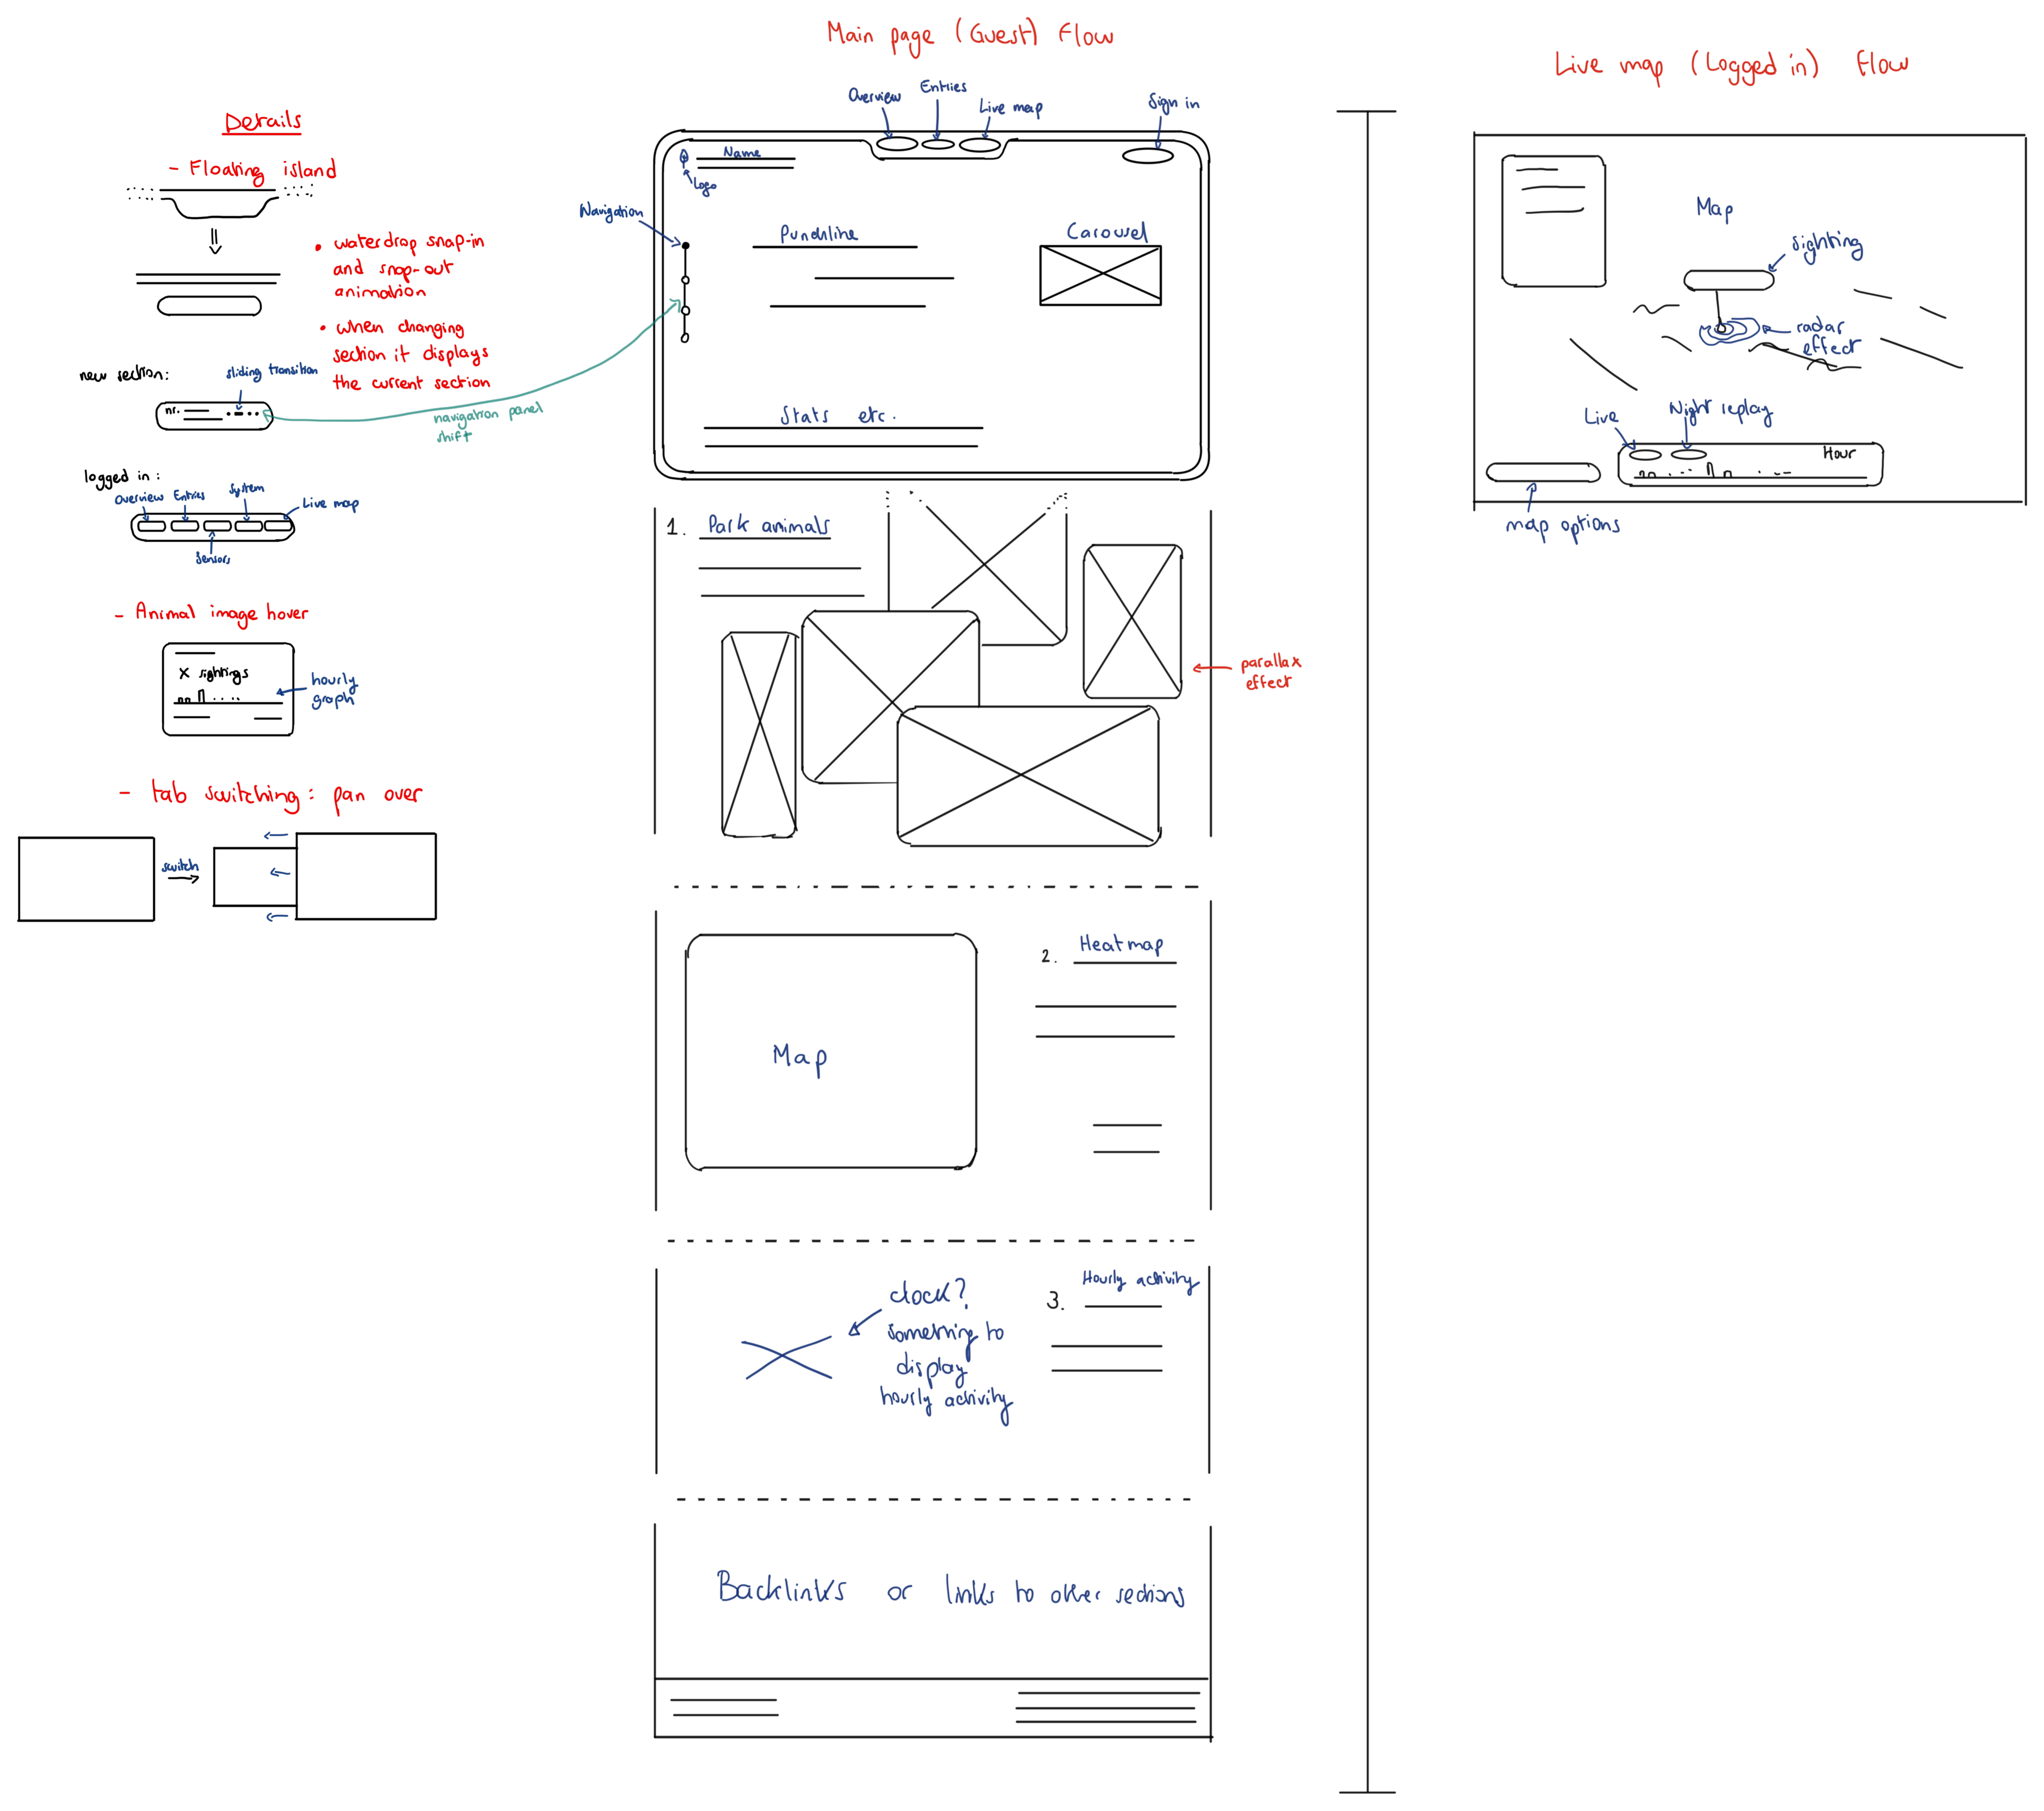 Main page (Guest) Flow
Live map (Logged in) Flow
Details
- Floating island
• waterdrop snap-in
and snap-out
animation
• when changing
section it displays
the current section
new section:
sliding transition
nr.
navigation panel
shift
logged in:
Overview
Entries
System
Live map
Sensors
- Animal image hover
X sightings
hourly
graph
- tab switching: pan over
switch
Overview
Entries
Live map
Sign in
Name
Logo
Navigation
Punchline
Carousel
Stats etc.
1. Park animals
parallax
effect
Map
2. Heatmap
clock?
something to
display
hourly activity
3. Hourly activity
Backlinks or links to other sections
Map
Sighting
radar
effect
Live
Night replay
Hour
map options